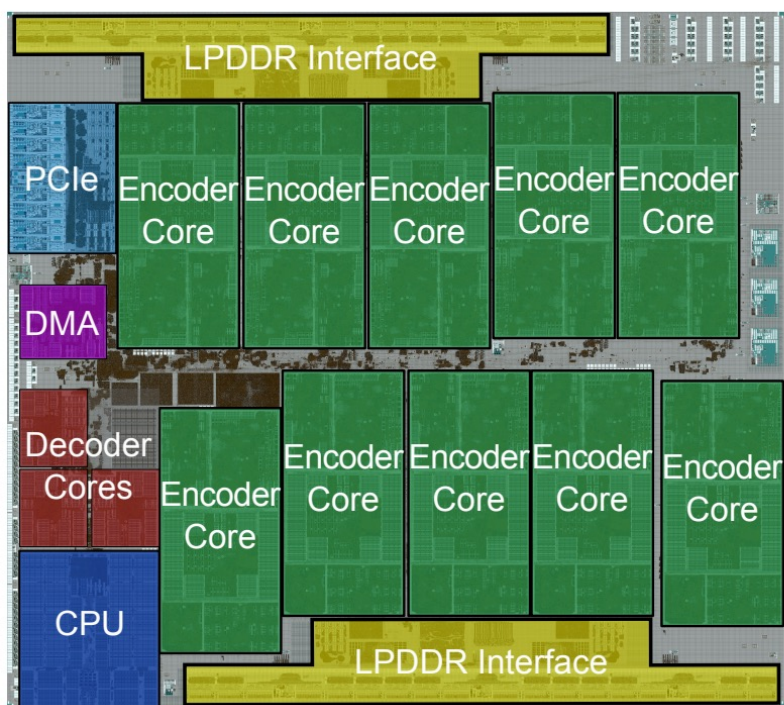 LPDDR Interface
PCIe
Encoder
Core
Encoder
Core
Encoder
Core
Encoder
Core
Encoder
Core
DMA
Decoder
Cores
Encoder
Core
Encoder
Core
Encoder
Core
Encoder
Core
Encoder
Core
CPU
LPDDR Interface